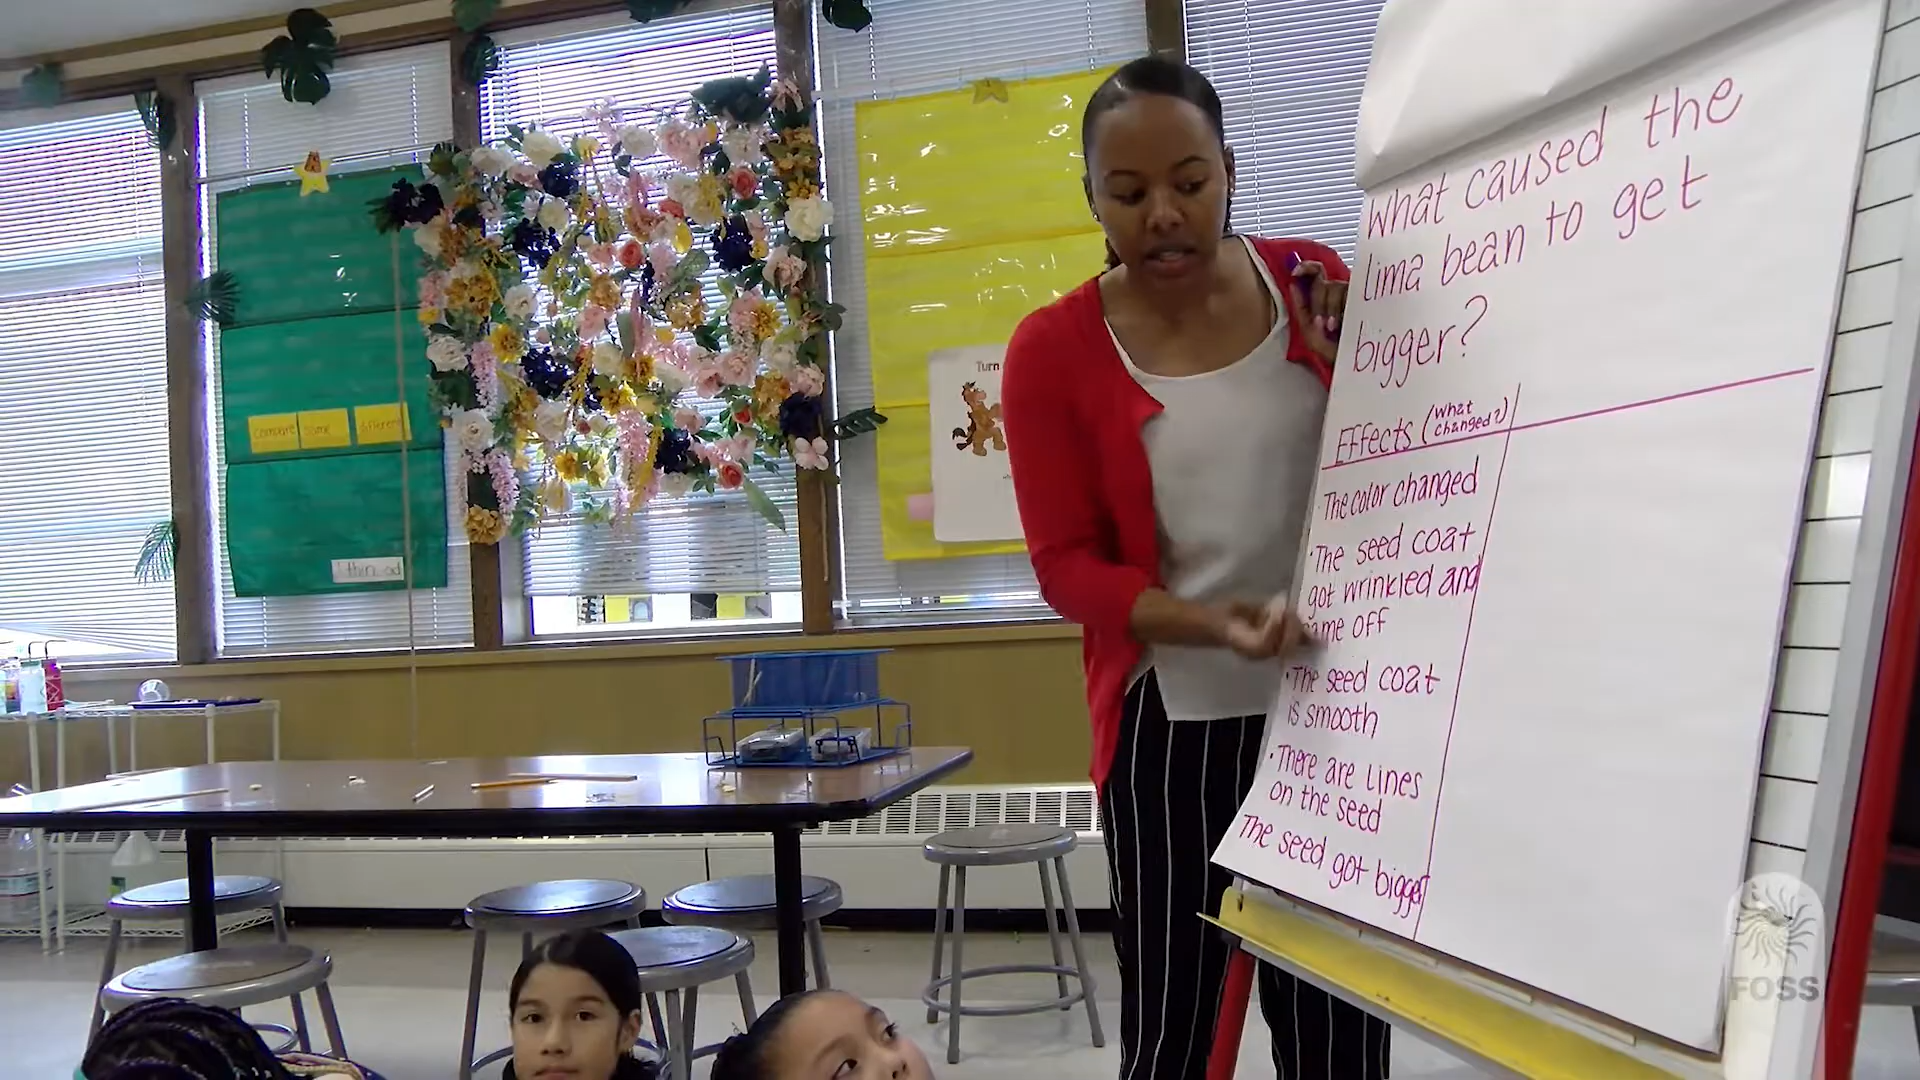 What caused the
lima bean to get
bigger?
Effects (what changed?)
· The color changed
· The seed coat
got wrinkled and
came off
· The seed coat
is smooth
· There are lines
on the seed
The seed got bigger
Turn
compare same different
FOSS